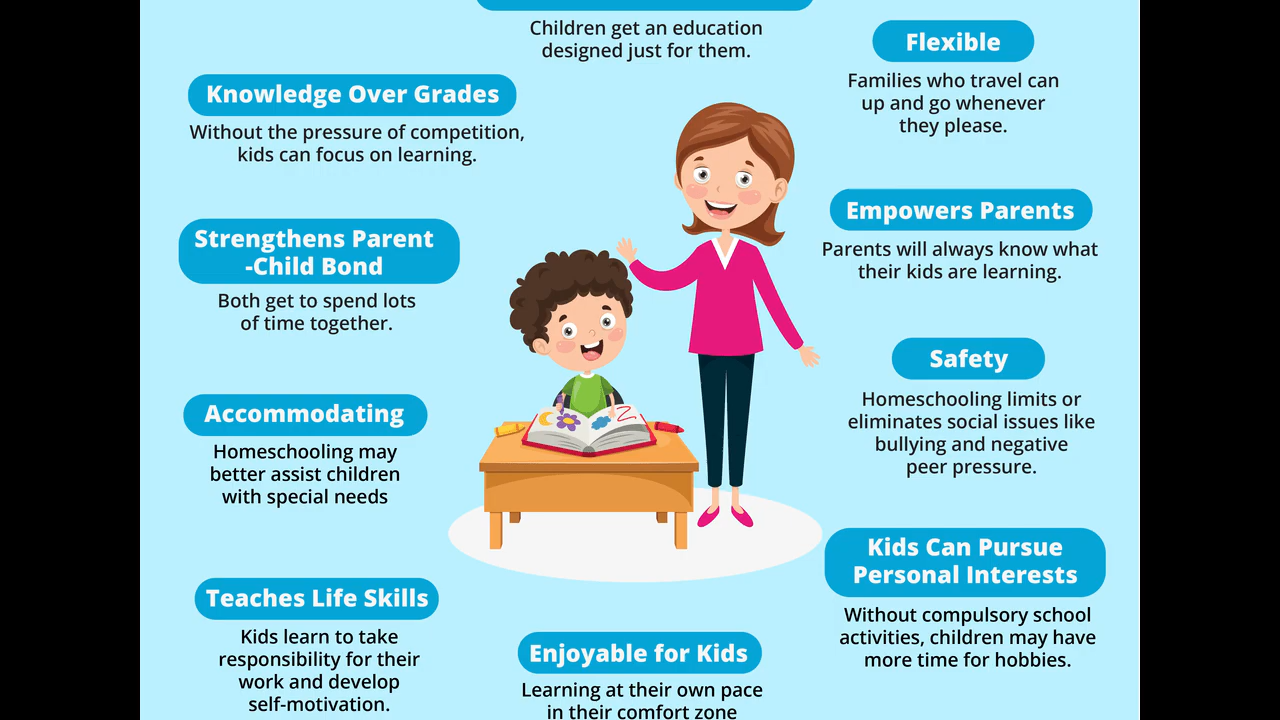 Children get an education
designed just for them.
Flexible
Families who travel can
up and go whenever
they please.
Knowledge Over Grades
Without the pressure of competition,
kids can focus on learning.
Empowers Parents
Parents will always know what
their kids are learning.
Strengthens Parent
-Child Bond
Both get to spend lots
of time together.
Safety
Homeschooling limits or
eliminates social issues like
bullying and negative
peer pressure.
Accommodating
Homeschooling may
better assist children
with special needs
Kids Can Pursue
Personal Interests
Without compulsory school
activities, children may have
more time for hobbies.
Teaches Life Skills
Kids learn to take
responsibility for their
work and develop
self-motivation.
Enjoyable for Kids
Learning at their own pace
in their comfort zone